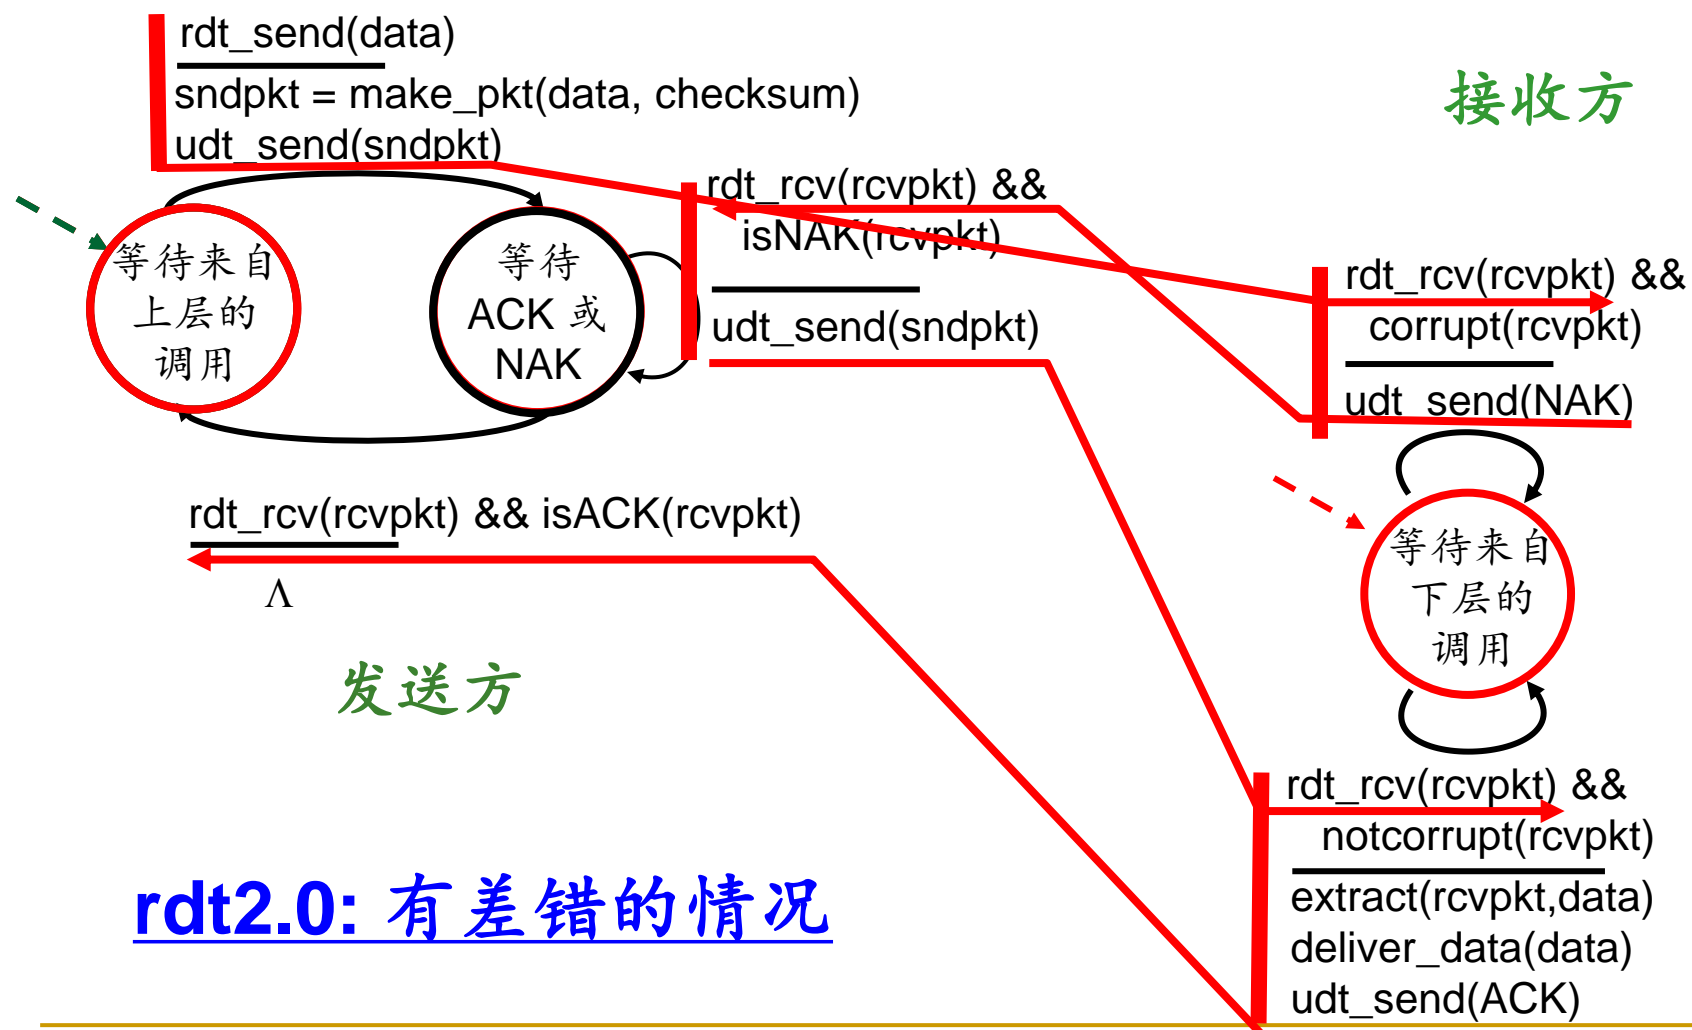 rdt_send(data)
sndpkt = make_pkt(data, checksum)
udt_send(sndpkt)
接收方
rdt_rcv(rcvpkt) &&
isNAK(rcvpkt)
udt_send(sndpkt)
等待来自
上层的
调用
等待
ACK 或
NAK
rdt_rcv(rcvpkt) &&
corrupt(rcvpkt)
udt_send(NAK)
rdt_rcv(rcvpkt) && isACK(rcvpkt)
Λ
等待来自
下层的
调用
发送方
rdt_rcv(rcvpkt) &&
notcorrupt(rcvpkt)
extract(rcvpkt,data)
deliver_data(data)
udt_send(ACK)
rdt2.0: 有差错的情况